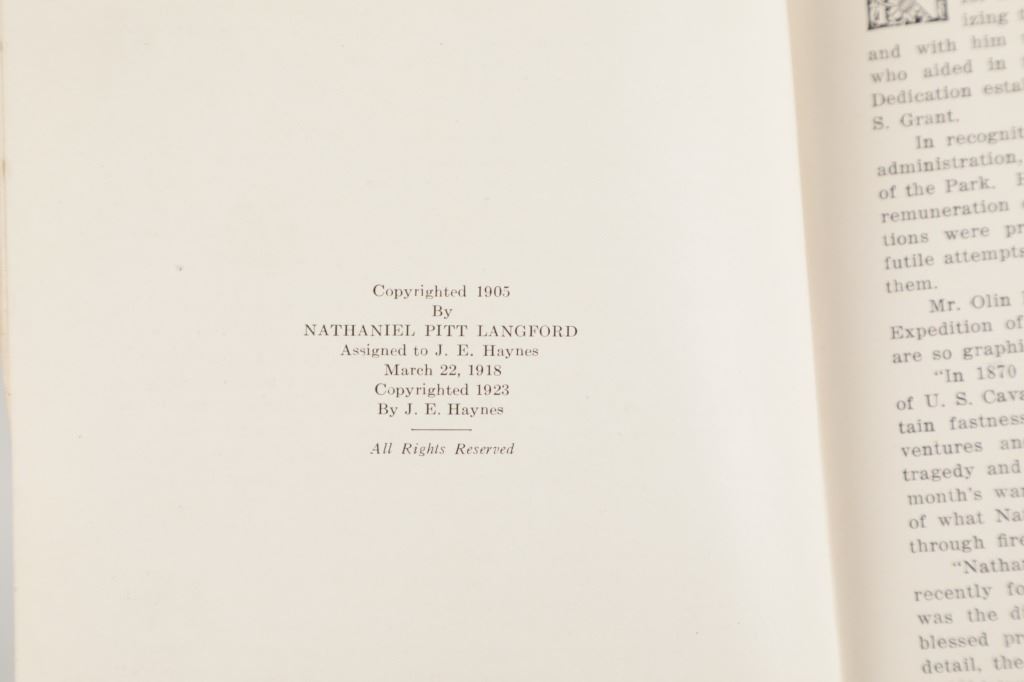 Copyrighted 1905
By
NATHANIEL PITT LANGFORD
Assigned to J. E. Haynes
March 22, 1918
Copyrighted 1923
By J. E. Haynes
All Rights Reserved
izing
and with him
who aided in
Dedication
S. Grant.
In
administration,
of the Park.
remuneration
tions were
futile attempts
them.
Mr. Olin
Expedition of
are so
"In 1870
of U. S.
tain fastness
ventures
tragedy and
month's
of what
through
recently
was the
blessed
detail, the